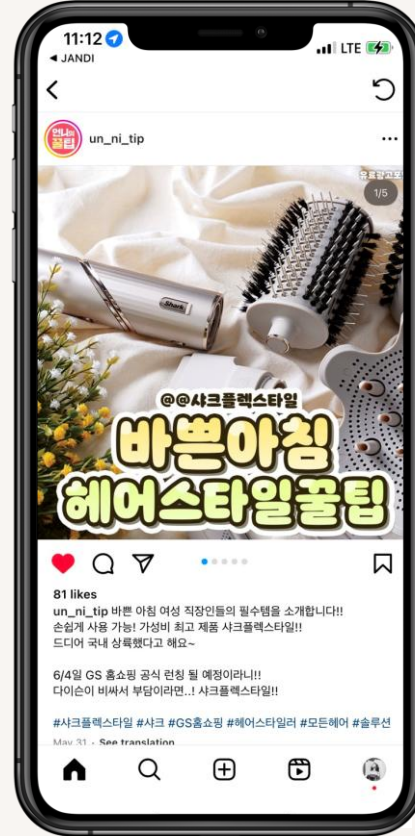 11:12
◀ JANDI
LTE
언니의
꿀팁
un_ni_tip
유료광고포
1/5
Shark
@@샤크플렉스타일
바쁜아침
헤어스타일꿀팁
81 likes
un_ni_tip 바쁜 아침 여성 직장인들의 필수템을 소개합니다!!
손쉽게 사용 가능! 가성비 최고 제품 샤크플렉스타일!!
드디어 국내 상륙했다고 해요~
6/4일 GS 홈쇼핑 공식 런칭 될 예정이라니!!
다이슨이 비싸서 부담이라면..! 샤크플렉스타일!!
#샤크플렉스타일 #샤크 #GS홈쇼핑 #헤어스타일러 #모든헤어 #솔루션
May 31 · See translation